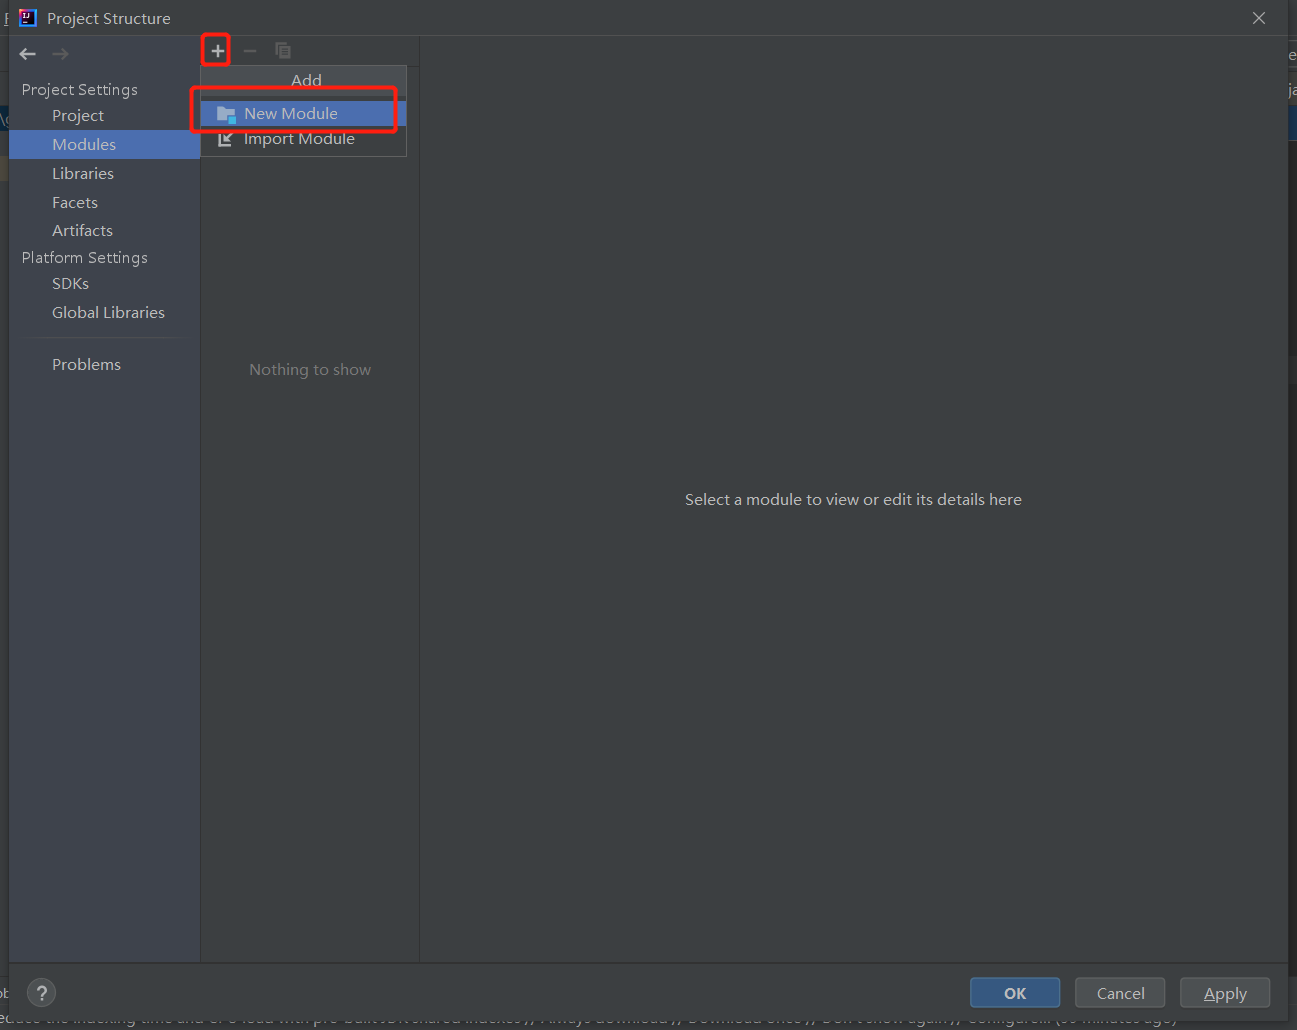 Project Structure
Add
Project Settings
New Module
Project
Import Module
Modules
Libraries
Facets
Artifacts
Platform Settings
SDKs
Global Libraries
Problems
Nothing to show
Select a module to view or edit its details here
?
OK
Cancel
Apply